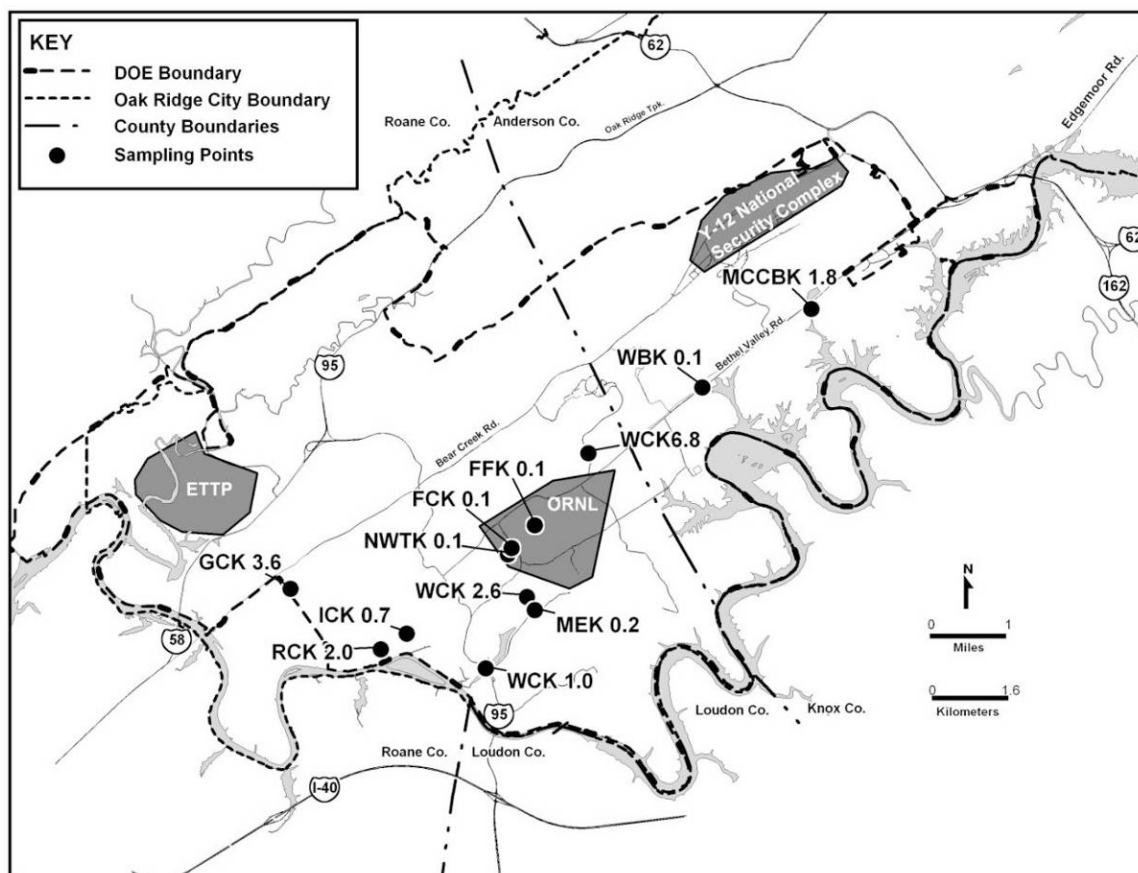 KEY
DOE Boundary
Oak Ridge City Boundary
County Boundaries
Sampling Points
62
Edgemoor Rd.
Roane Co. Anderson Co.
Oak Ridge Tpk.
Y-12 National
Security Complex
62
162
MCCBK 1.8
Bethel Valley Rd.
95
WBK 0.1
Bear Creek Rd.
WCK6.8
FFK 0.1
ETTP
FCK 0.1
ORNL
NWTK 0.1
GCK 3.6
WCK 2.6
ICK 0.7
MEK 0.2
58
RCK 2.0
WCK 1.0
N
0 1
Miles
0 1.6
Kilometers
95
Loudon Co. Knox Co.
Roane Co. Loudon Co.
I-40